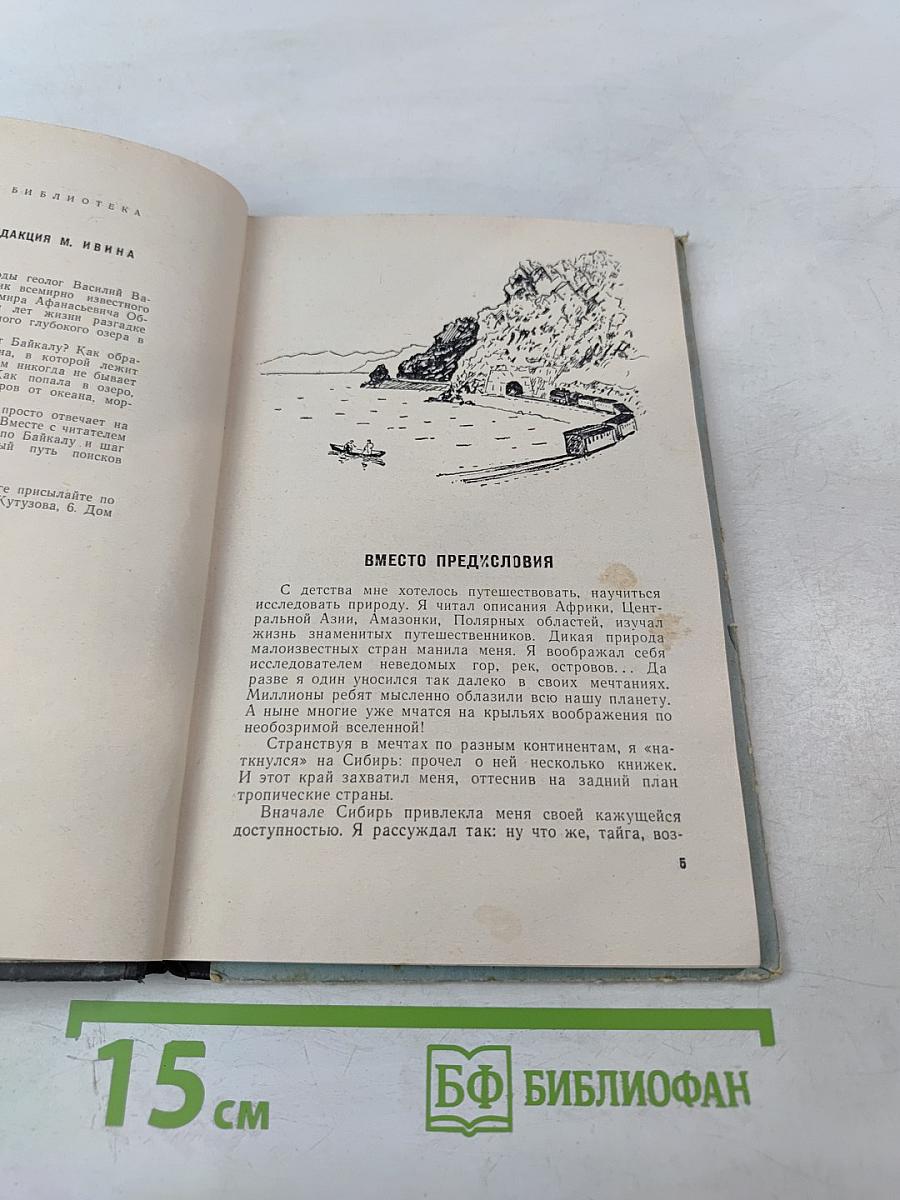 БИБЛИОТЕКА
ДАКЦИЯ М. ИВИНА
ды геолог Василий Ва-
ик всемирно известного
мира Афанасьевича Об-
лет жизни разгадке
ного глубокого озера в
т Байкалу? Как обра-
на, в которой лежит
м никогда не бывает
Как попала в озеро,
ров от океана, мор-
просто отвечает на
Вместе с читателем
по Байкалу и шаг
ый путь поисков
те присылайте по
Кутузова, 6. Дом
ВМЕСТО ПРЕДИСЛОВИЯ
С детства мне хотелось путешествовать, научиться
исследовать природу. Я читал описания Африки, Цент-
ральной Азии, Амазонки, Полярных областей, изучал
жизнь знаменитых путешественников. Дикая природа
малоизвестных стран манила меня. Я воображал себя
исследователем неведомых гор, рек, островов... Да
разве я один уносился так далеко в своих мечтаниях.
Миллионы ребят мысленно облазили всю нашу планету.
А ныне многие уже мчатся на крыльях воображения по
необозримой вселенной!
Странствуя в мечтах по разным континентам, я «на-
ткнулся» на Сибирь: прочел о ней несколько книжек.
И этот край захватил меня, оттеснив на задний план
тропические страны.
Вначале Сибирь привлекла меня своей кажущейся
доступностью. Я рассуждал так: ну что же, тайга, воз-
5
15 см
БФ БИБЛИОФАН